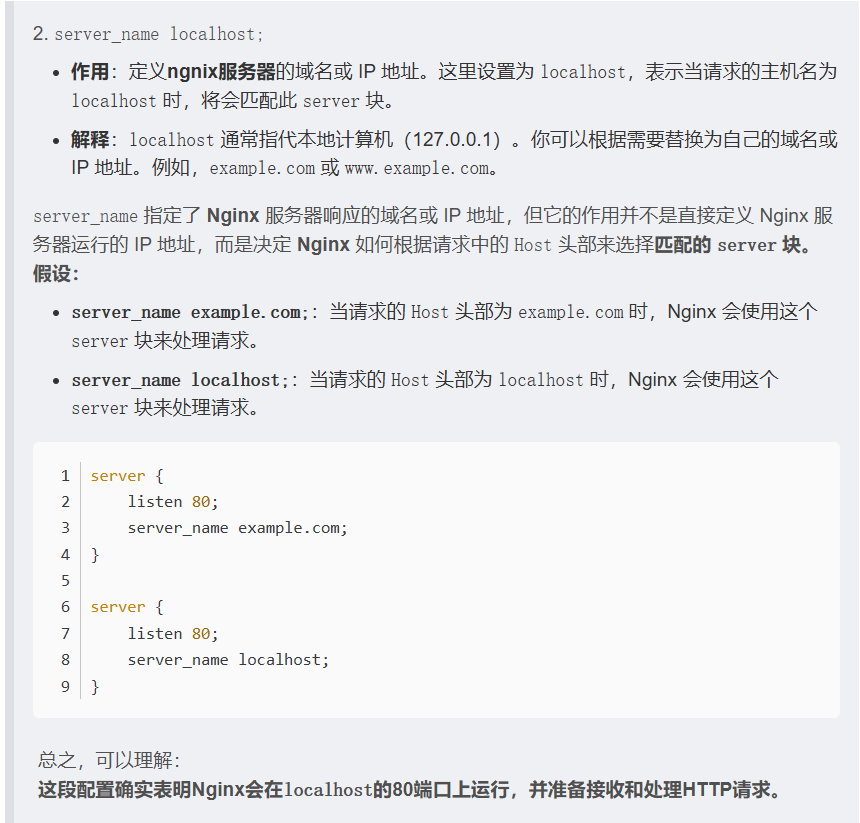 2. server_name localhost;
作用：定义ngnix服务器的域名或 IP 地址。这里设置为 localhost，表示当请求的主机名为
localhost 时，将会匹配此 server 块。
解释：localhost 通常指代本地计算机（127.0.0.1）。你可以根据需要替换为自己的域名或
IP 地址。例如，example.com 或 www.example.com。
server_name 指定了 Nginx 服务器响应的域名或 IP 地址，但它的作用并不是直接定义 Nginx 服
务器运行的 IP 地址，而是决定 Nginx 如何根据请求中的 Host 头部来选择匹配的 server 块。
假设：
server_name example.com;：当请求的 Host 头部为 example.com 时，Nginx 会使用这个
server 块来处理请求。
server_name localhost;：当请求的 Host 头部为 localhost 时，Nginx 会使用这个
server 块来处理请求。
1 server {
2     listen 80;
3     server_name example.com;
4 }
5
6 server {
7     listen 80;
8     server_name localhost;
9 }
总之，可以理解：
这段配置确实表明Nginx会在localhost的80端口上运行，并准备接收和处理HTTP请求。